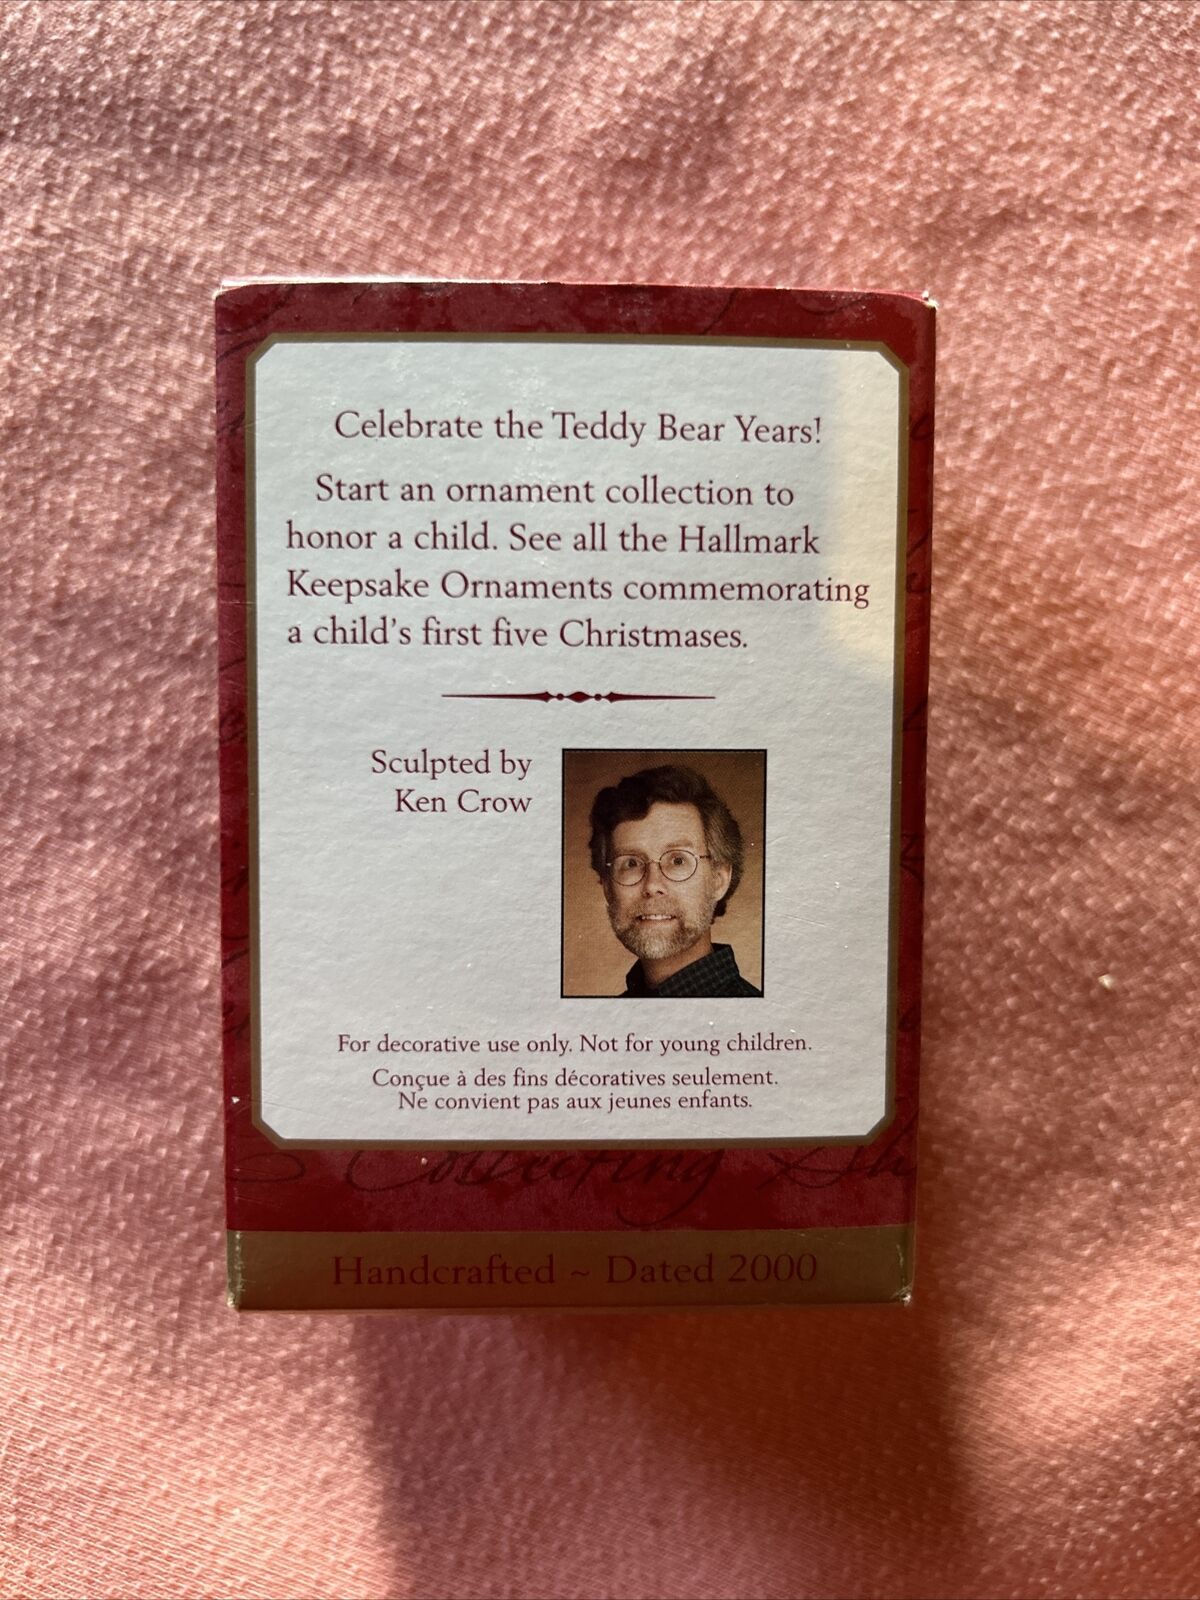 Celebrate the Teddy Bear Years!
Start an ornament collection to
honor a child. See all the Hallmark
Keepsake Ornaments commemorating
a child's first five Christmases.
Sculpted by
Ken Crow
For decorative use only. Not for young children.
Conçue à des fins décoratives seulement.
Ne convient pas aux jeunes enfants.
Collecting
Handcrafted ~ Dated 2000